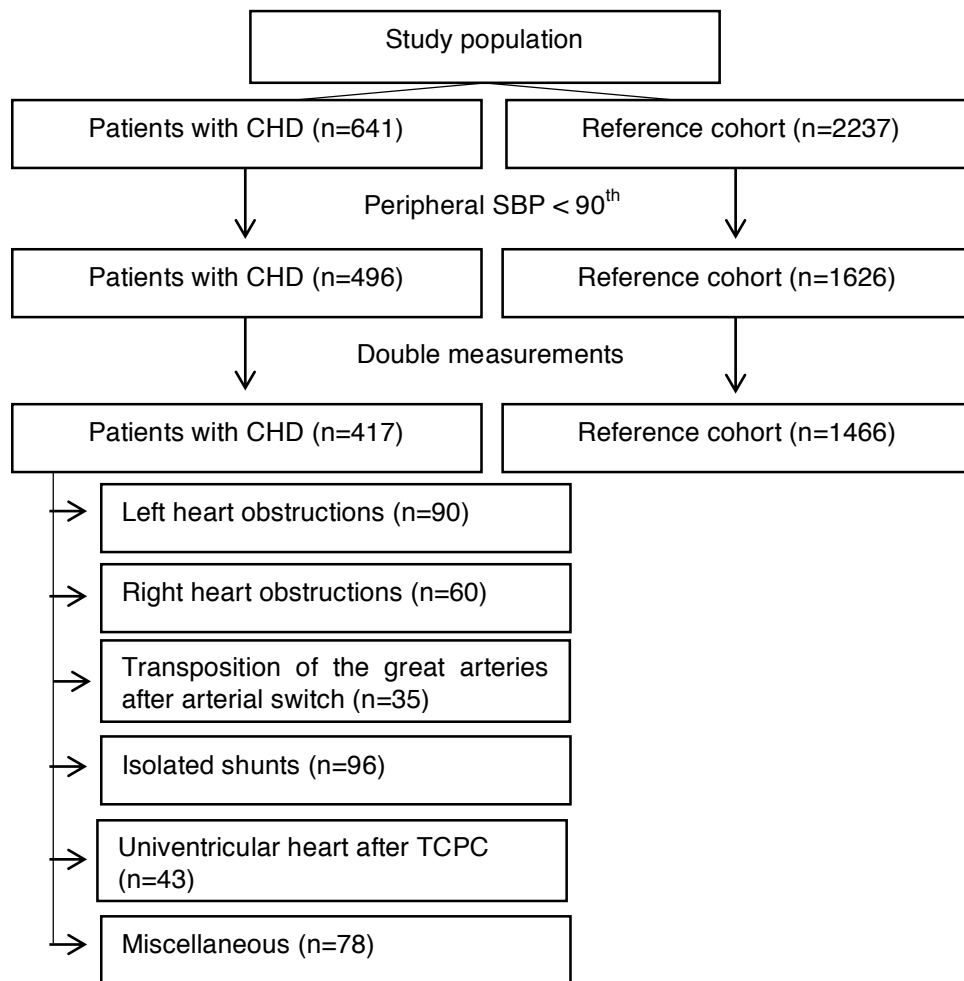 Study population
Patients with CHD (n=641)
Reference cohort (n=2237)
Peripheral SBP < 90th
Patients with CHD (n=496)
Reference cohort (n=1626)
Double measurements
Patients with CHD (n=417)
Reference cohort (n=1466)
Left heart obstructions (n=90)
Right heart obstructions (n=60)
Transposition of the great arteries
after arterial switch (n=35)
Isolated shunts (n=96)
Univentricular heart after TCPC
(n=43)
Miscellaneous (n=78)